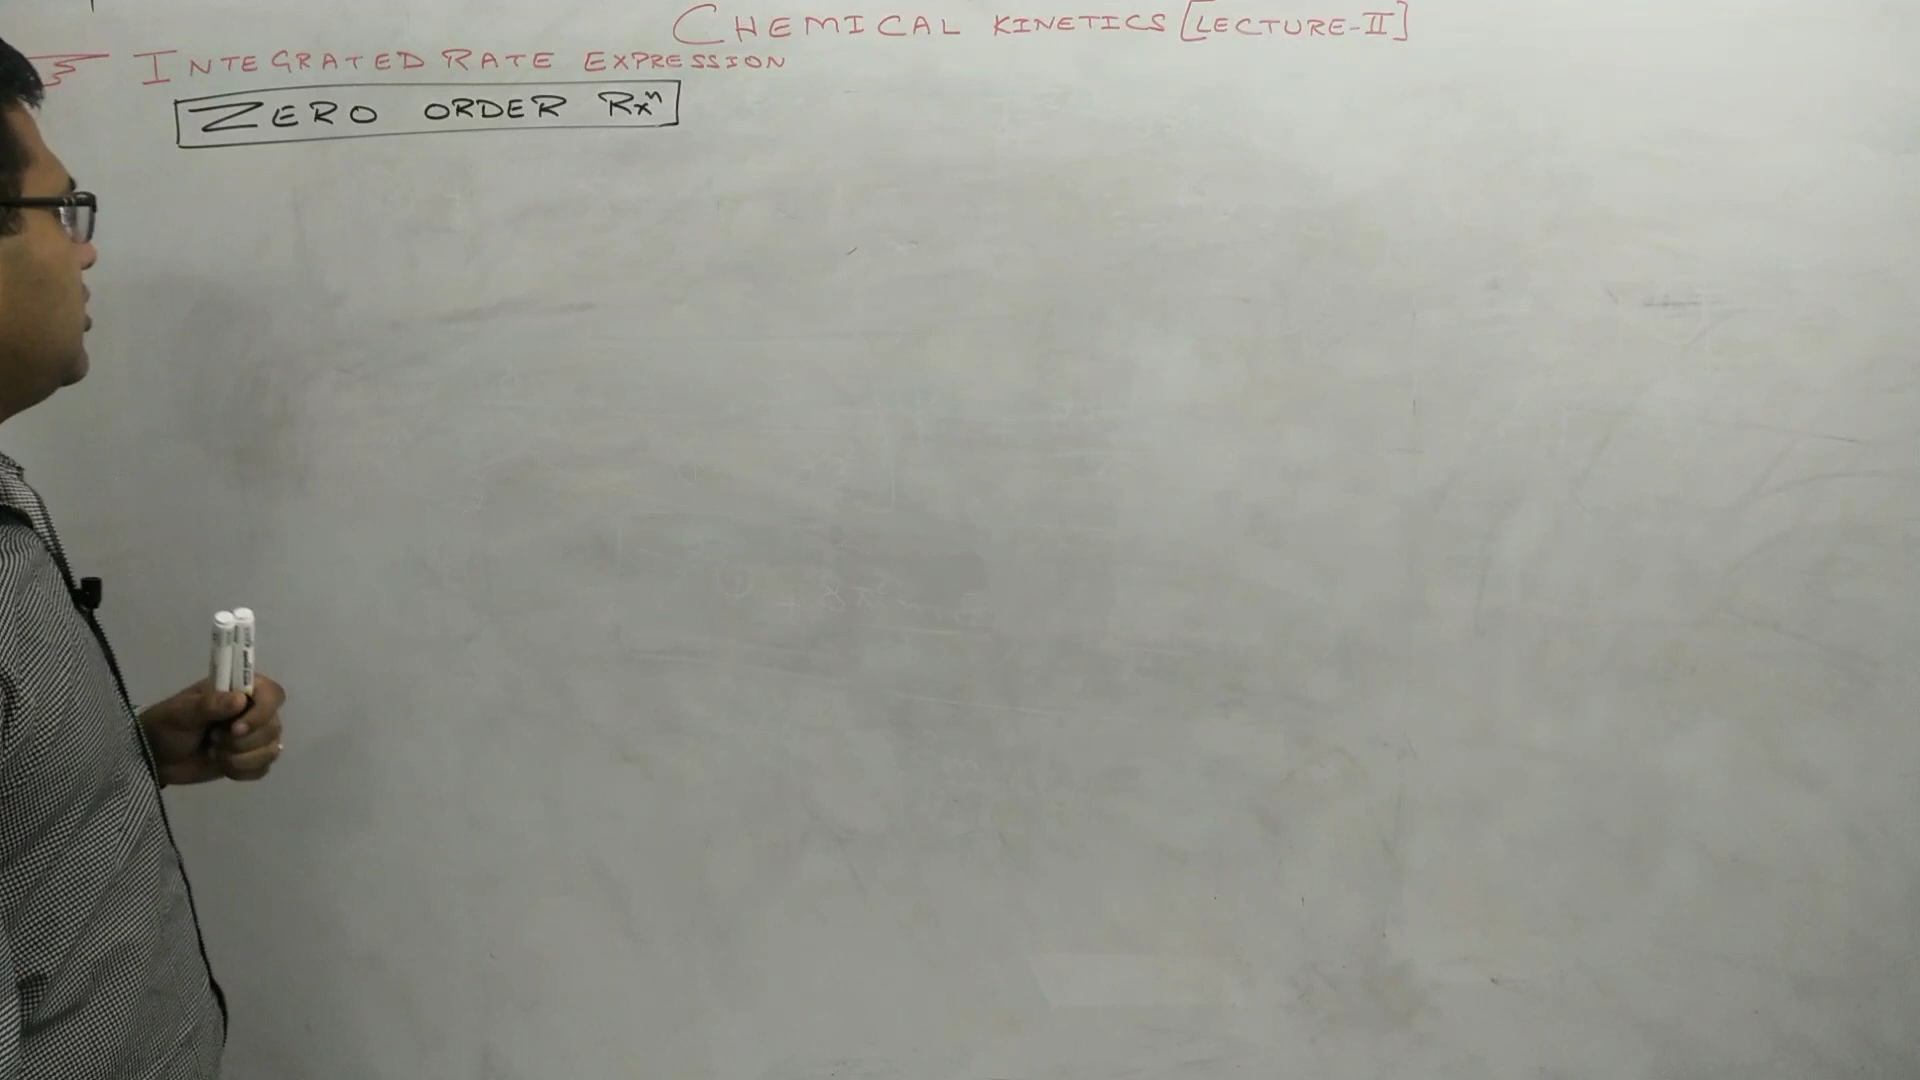 CHEMICAL KINETICS [LECTURE-II]
INTEGRATED RATE EXPRESSION
ZERO ORDER Rxⁿ